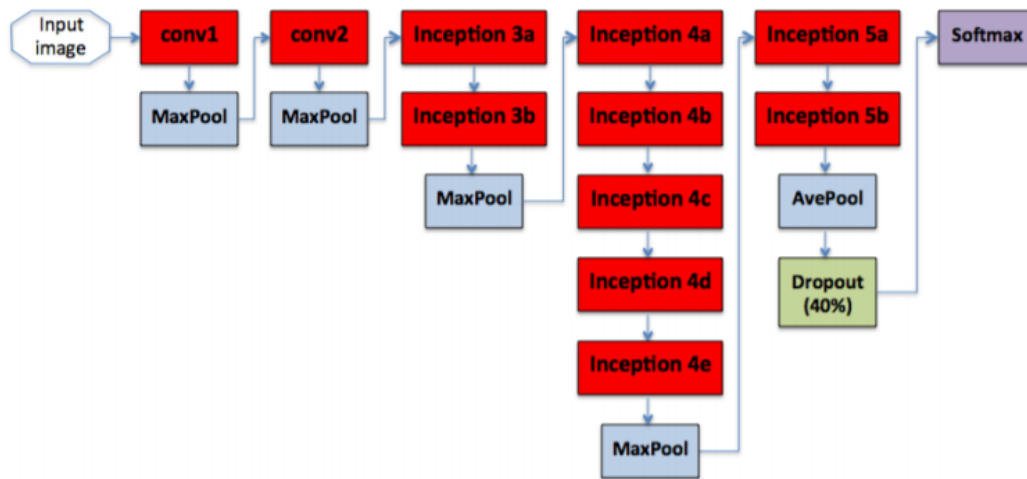 Input
image
conv1
MaxPool
conv2
MaxPool
Inception 3a
Inception 3b
MaxPool
Inception 4a
Inception 4b
Inception 4c
Inception 4d
Inception 4e
MaxPool
Inception 5a
Inception 5b
AvePool
Dropout
(40%)
Softmax